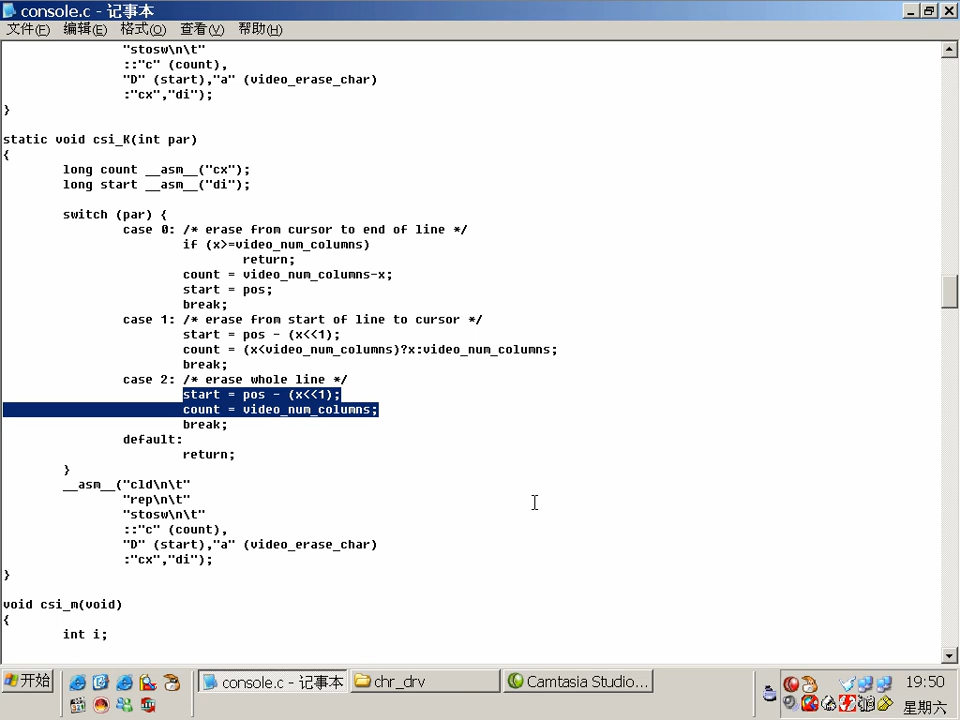 console.c - 记事本
文件(F) 编辑(E) 格式(O) 查看(V) 帮助(H)
"stosw\n\t"
::"c" (count),
"D" (start),"a" (video_erase_char)
:"cx","di");
}
static void csi_K(int par)
{
long count __asm__("cx");
long start __asm__("di");
switch (par) {
case 0: /* erase from cursor to end of line */
if (x>=video_num_columns)
return;
count = video_num_columns-x;
start = pos;
break;
case 1: /* erase from start of line to cursor */
start = pos - (x<<1);
count = (x<video_num_columns)?x:video_num_columns;
break;
case 2: /* erase whole line */
start = pos - (x<<1);
count = video_num_columns;
break;
default:
return;
}
__asm__("cld\n\t"
"rep\n\t"
"stosw\n\t"
::"c" (count),
"D" (start),"a" (video_erase_char)
:"cx","di");
}
void csi_m(void)
{
int i;
开始 console.c - 记事本 chr_drv Camtasia Studio... 19:50
星期六